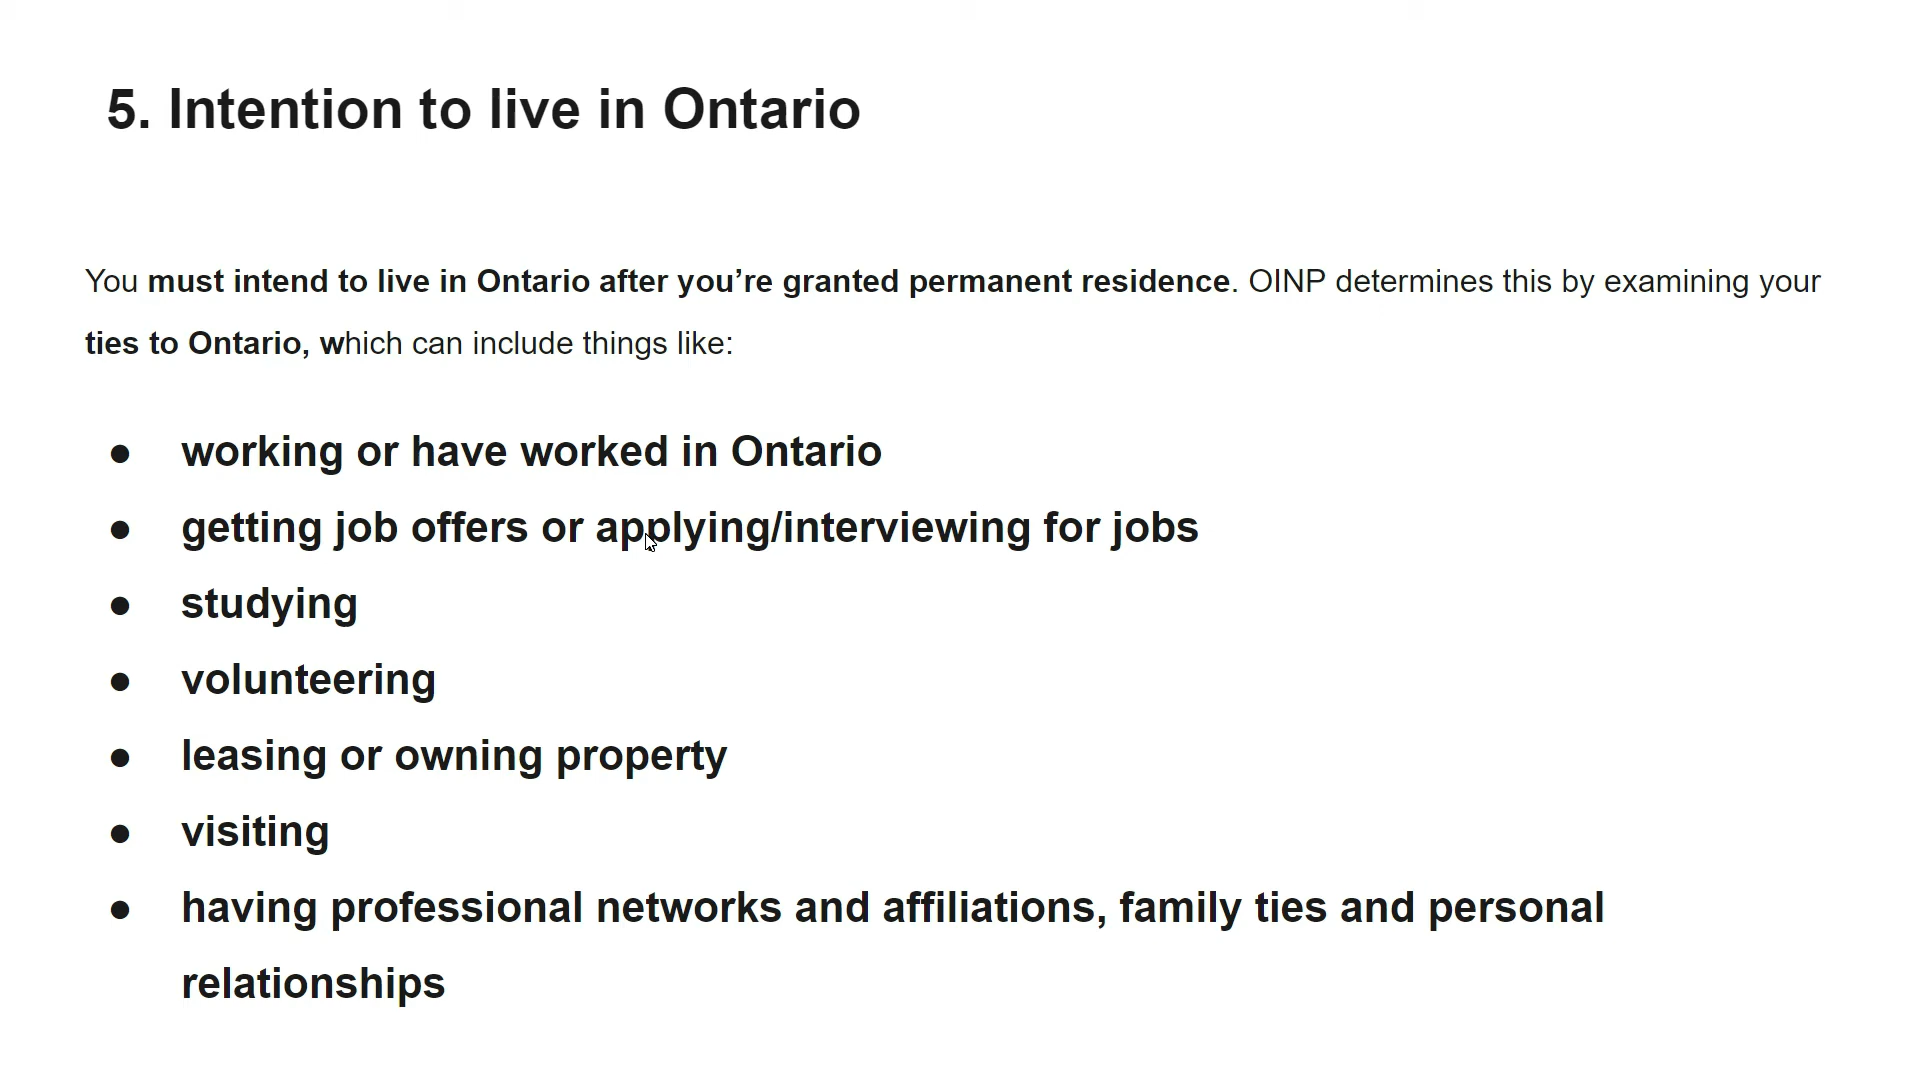 5. Intention to live in Ontario
You must intend to live in Ontario after you’re granted permanent residence. OINP determines this by examining your
ties to Ontario, which can include things like:
● working or have worked in Ontario
● getting job offers or applying/interviewing for jobs
● studying
● volunteering
● leasing or owning property
● visiting
● having professional networks and affiliations, family ties and personal
relationships